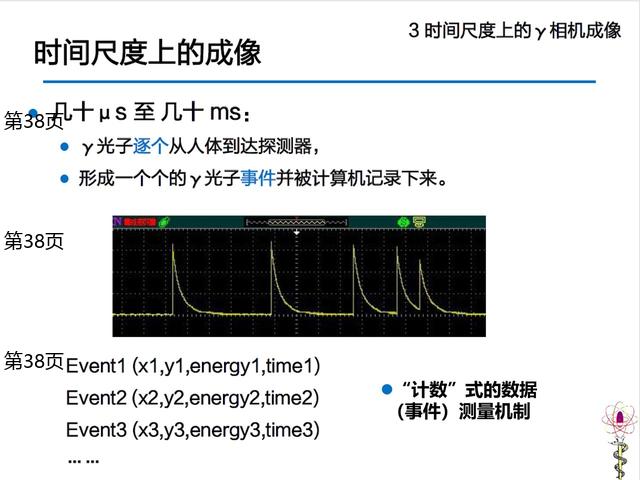 3 时间尺度上的γ相机成像
时间尺度上的成像
几十μs 至 几十 ms：
第38页
γ光子逐个从人体到达探测器，
形成一个个的γ光子事件并被计算机记录下来。
第38页
第38页
Event1 (x1,y1,energy1,time1)
Event2 (x2,y2,energy2,time2)
Event3 (x3,y3,energy3,time3)
... ...
“计数”式的数据
（事件）测量机制